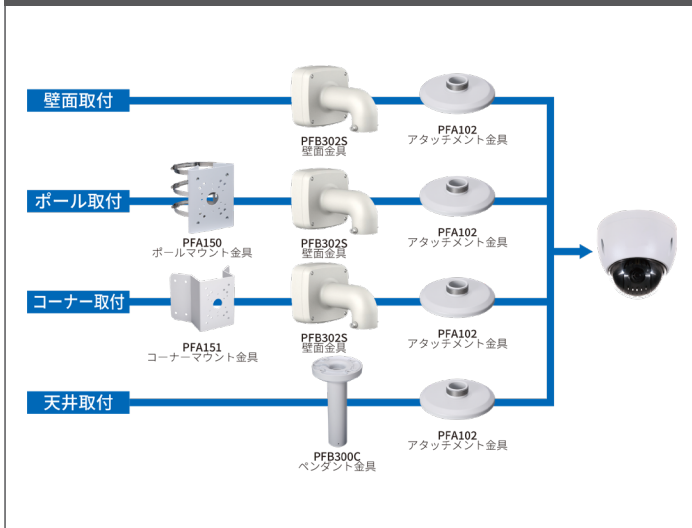 壁面取付
PFB302S
壁面金具
PFA102
アタッチメント金具
ポール取付
PFA150
ポールマウント金具
PFB302S
壁面金具
PFA102
アタッチメント金具
コーナー取付
PFA151
コーナーマウント金具
PFB302S
壁面金具
PFA102
アタッチメント金具
天井取付
PFB300C
ペンダント金具
PFA102
アタッチメント金具